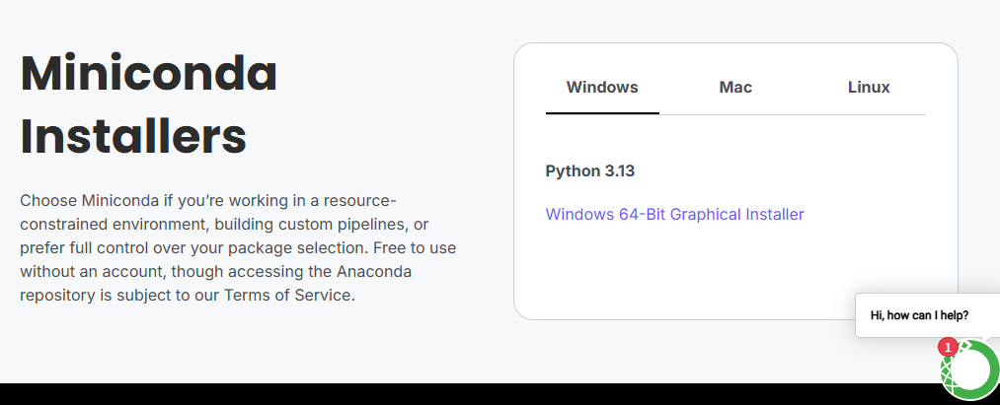 Miniconda
Installers
Choose Miniconda if you’re working in a resource-
constrained environment, building custom pipelines, or
prefer full control over your package selection. Free to use
without an account, though accessing the Anaconda
repository is subject to our Terms of Service.
Windows Mac Linux
Python 3.13
Windows 64-Bit Graphical Installer
Hi, how can I help?
1